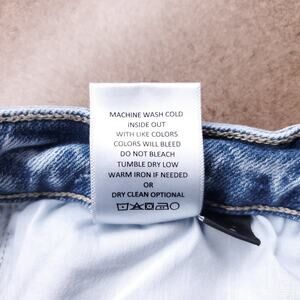 MACHINE WASH COLD
INSIDE OUT
WITH LIKE COLORS
COLORS WILL BLEED
DO NOT BLEACH
TUMBLE DRY LOW
WARM IRON IF NEEDED
OR
DRY CLEAN OPTIONAL